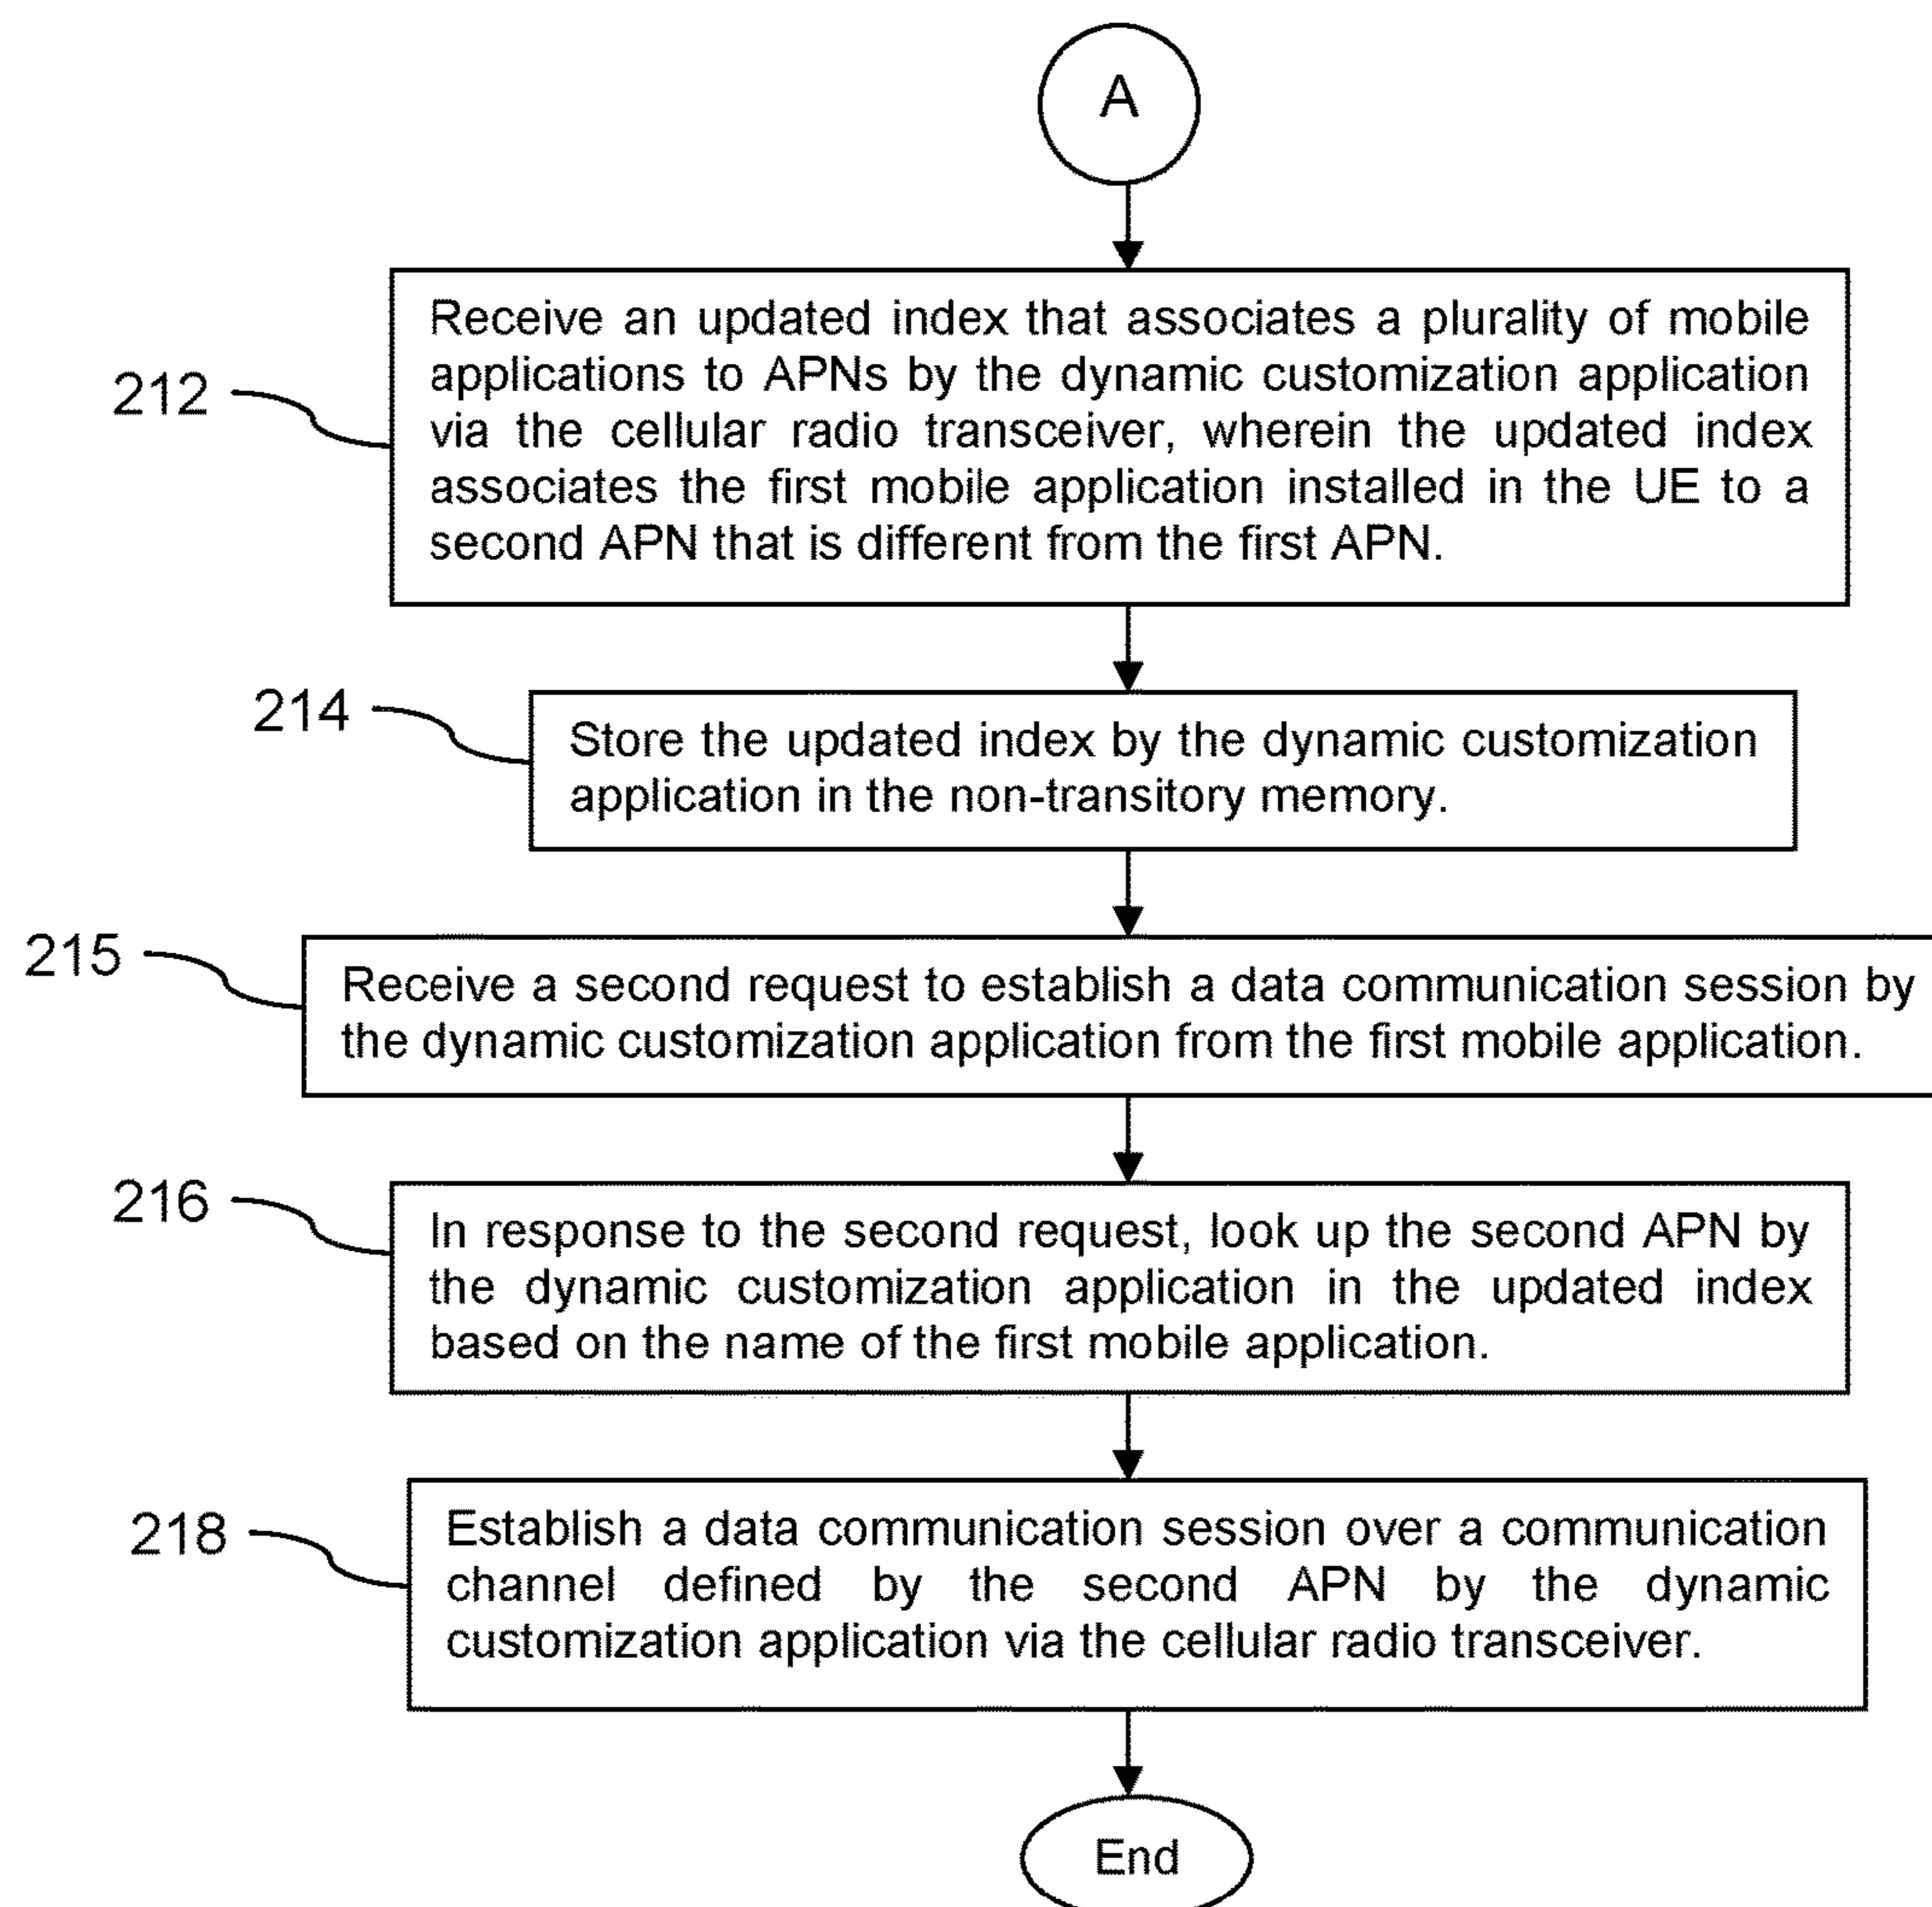 A
212
Receive an updated index that associates a plurality of mobile
applications to APNs by the dynamic customization application
via the cellular radio transceiver, wherein the updated index
associates the first mobile application installed in the UE to a
second APN that is different from the first APN.
214
Store the updated index by the dynamic customization
application in the non-transitory memory.
215
Receive a second request to establish a data communication session by
the dynamic customization application from the first mobile application.
216
In response to the second request, look up the second APN by
the dynamic customization application in the updated index
based on the name of the first mobile application.
218
Establish a data communication session over a communication
channel defined by the second APN by the dynamic
customization application via the cellular radio transceiver.
End